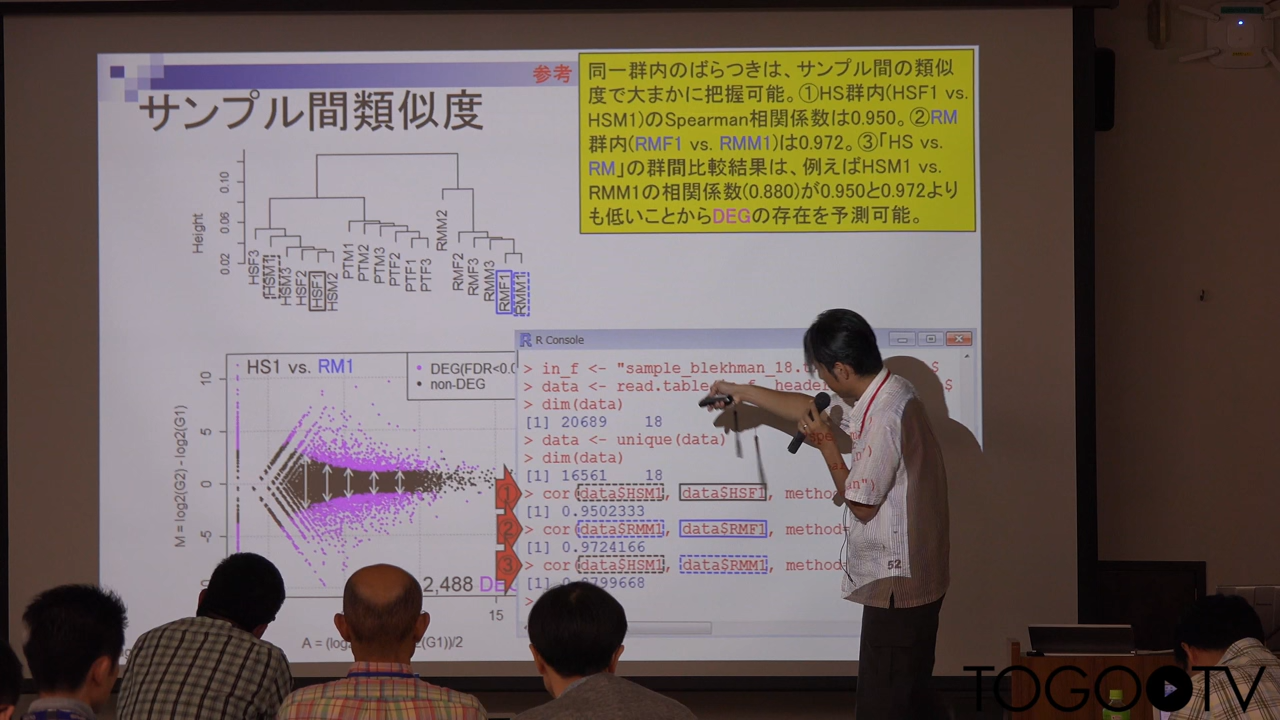 参考
サンプル間類似度
同一群内のばらつきは、サンプル間の類似
度で大まかに把握可能。①HS群内(HSF1 vs.
HSM1)のSpearman相関係数は0.950。②RM
群内(RMF1 vs. RMM1)は0.972。③「HS vs.
RM」の群間比較結果は、例えばHSM1 vs.
RMM1の相関係数(0.880)が0.950と0.972より
も低いことからDEGの存在を予測可能。
Height
0.10
0.06
0.02
HSF3
HSM1
HSM3
HSF2
HSF1
HSM2
PTM1
PTM2
PTM3
PTF2
PTF1
PTF3
RMM2
RMF2
RMF3
RMM3
RMF1
RMM1
HS1 vs. RM1
DEG(FDR<0.0
non-DEG
M = log2(G2) - log2(G1)
10
5
0
-5
2,488 DE
15
A = (log2
(G1))/2
R Console
> in_f <- "sample_blekhman_18.t
$
> data <- read.table
f, header
$
> dim(data)
[1] 20689 18
> data <- unique(data)
> dim(data)
[1] 16561 18
① > cor(data$HSM1, data$HSF1, method
[1] 0.9502333
② > cor(data$RMM1, data$RMF1, method=
[1] 0.9724166
③ > cor(data$HSM1, data$RMM1, method=
[1] 0.8799668
>
52
TOGO TV